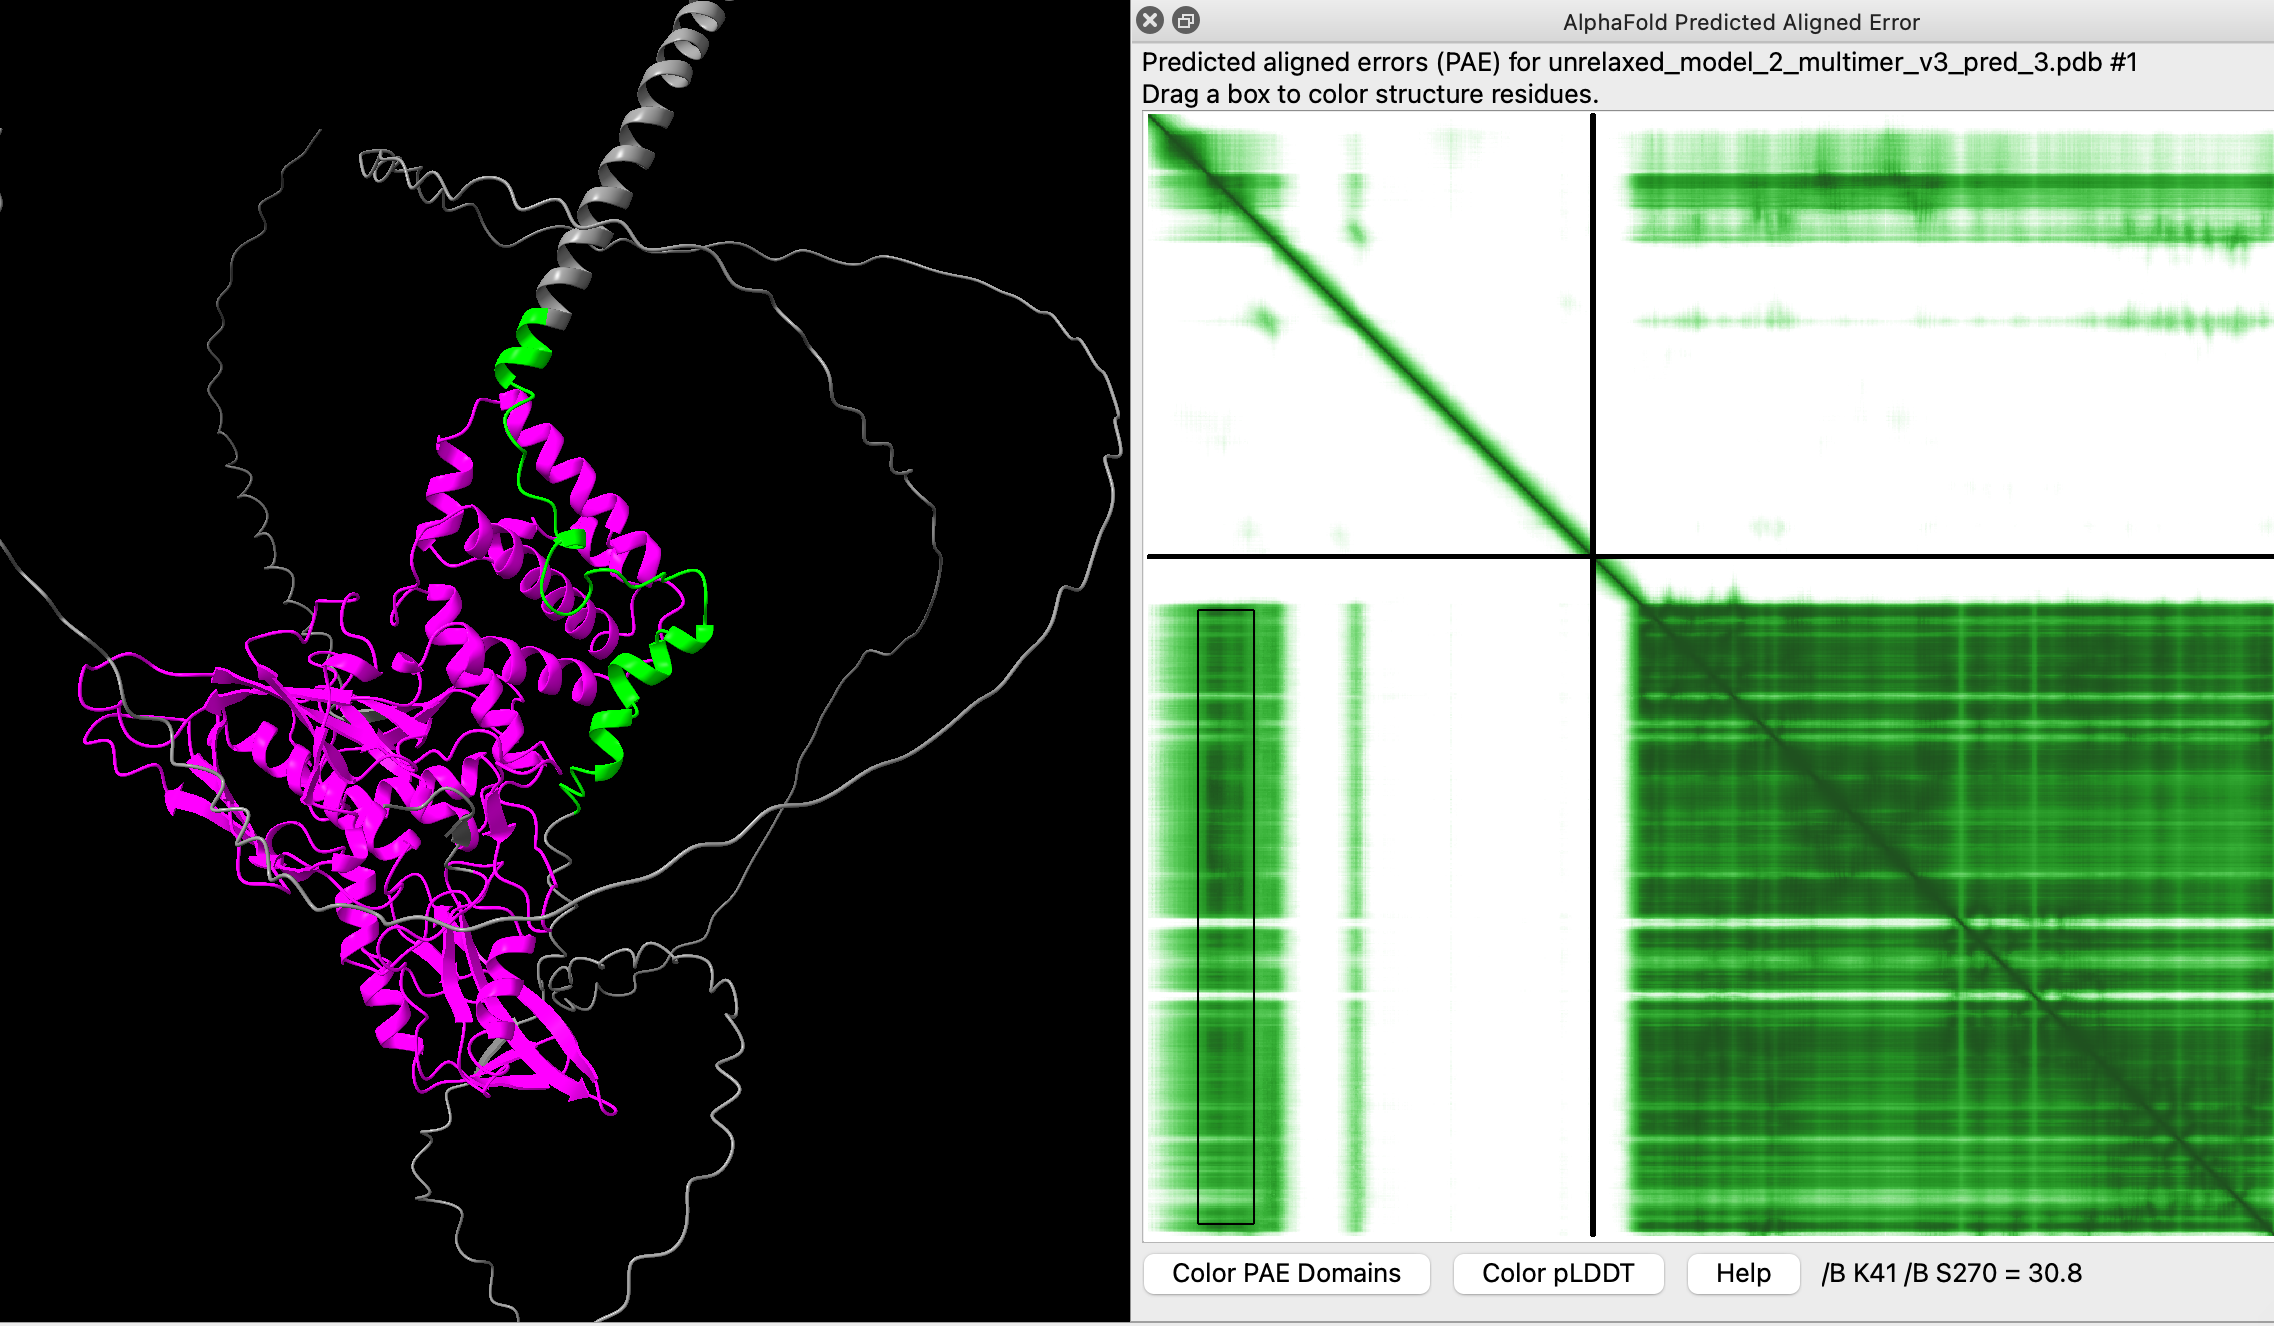 AlphaFold Predicted Aligned Error
Predicted aligned errors (PAE) for unrelaxed_model_2_multimer_v3_pred_3.pdb #1
Drag a box to color structure residues.
Color PAE Domains Color pLDDT Help /B K41 /B S270 = 30.8